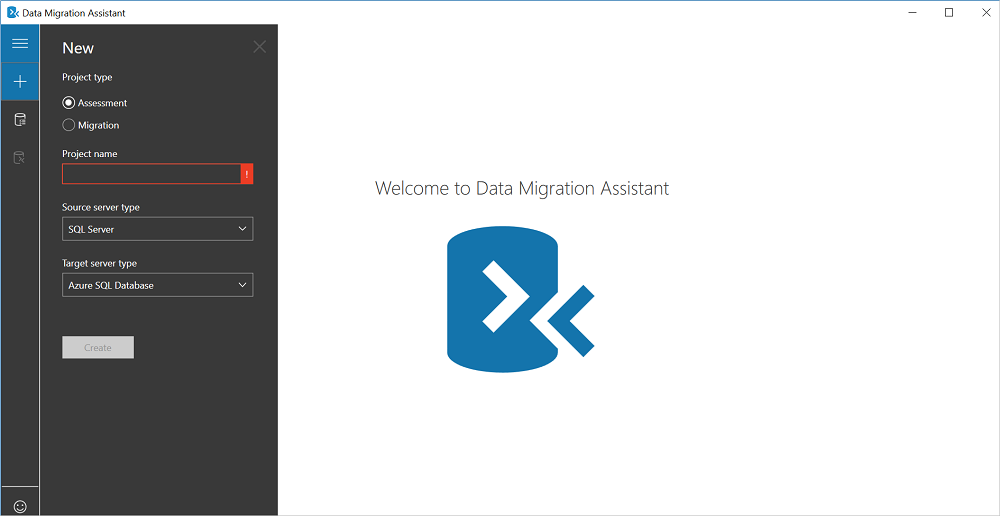 Data Migration Assistant
New
Project type
Assessment
Migration
Project name
!
Source server type
SQL Server
Target server type
Azure SQL Database
Create
Welcome to Data Migration Assistant